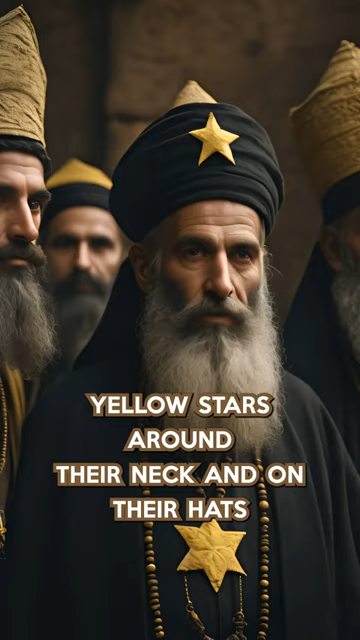 YELLOW STARS
AROUND
THEIR NECK AND ON
THEIR HATS